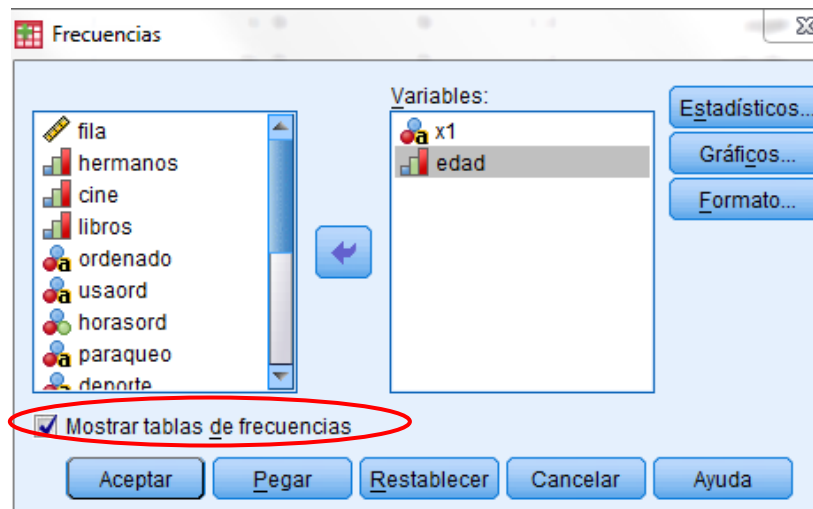 Frecuencias
Variables:
fila
hermanos
cine
libros
ordenado
usaord
horasord
paraqueo
deporte
x1
edad
Estadísticos...
Gráficos...
Formato...
Mostrar tablas de frecuencias
Aceptar
Pegar
Restablecer
Cancelar
Ayuda